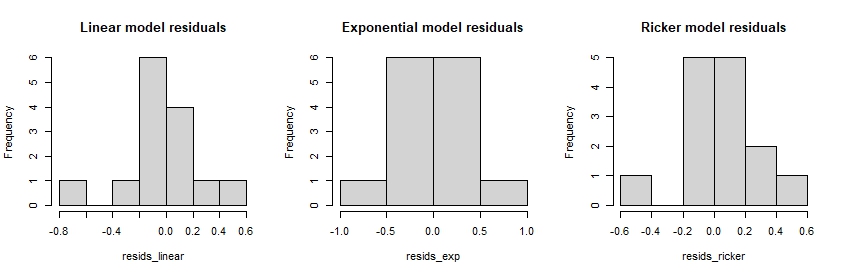 Linear model residuals
Frequency
6
5
4
3
2
1
0
-0.8 -0.4 0.0 0.2 0.4 0.6
resids_linear
Exponential model residuals
Frequency
6
5
4
3
2
1
0
-1.0 -0.5 0.0 0.5 1.0
resids_exp
Ricker model residuals
Frequency
5
4
3
2
1
0
-0.6 -0.2 0.0 0.2 0.4 0.6
resids_ricker